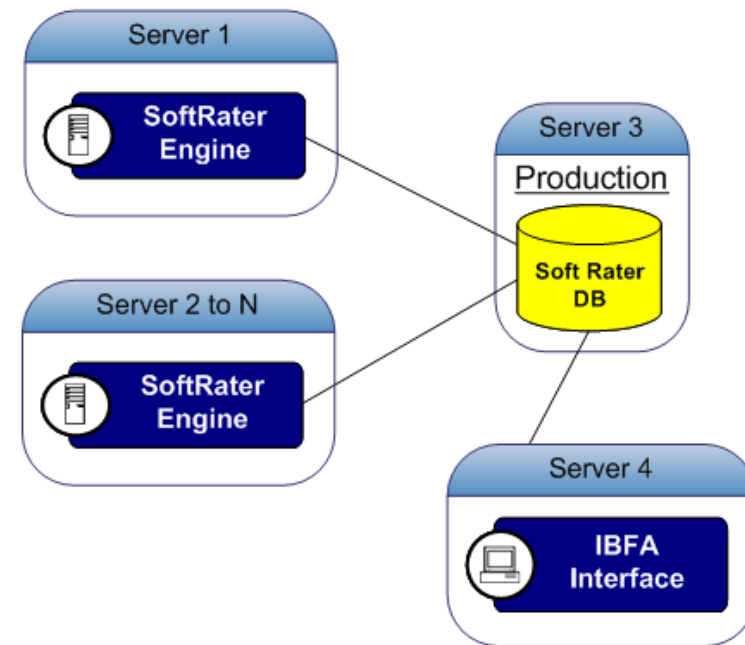 Server 1
SoftRater
Engine
Server 3
Production
Soft Rater
DB
Server 2 to N
SoftRater
Engine
Server 4
IBFA
Interface